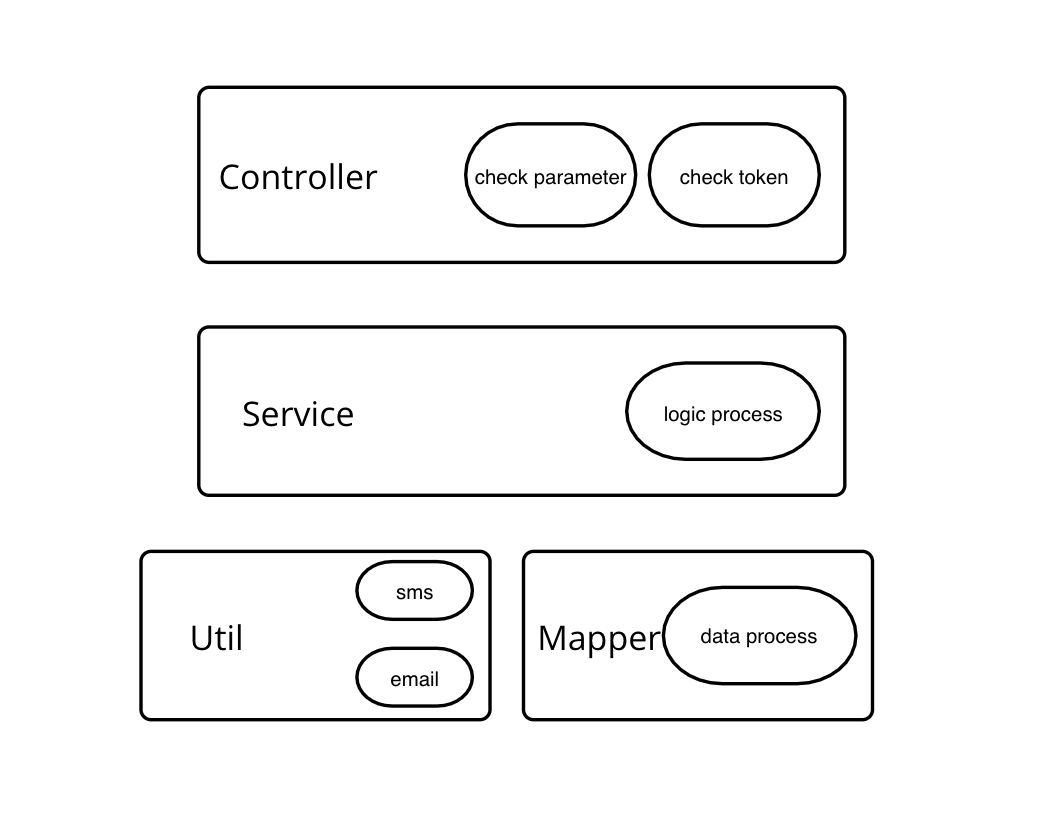 Controller
check parameter
check token
Service
logic process
Util
sms
email
Mapper
data process